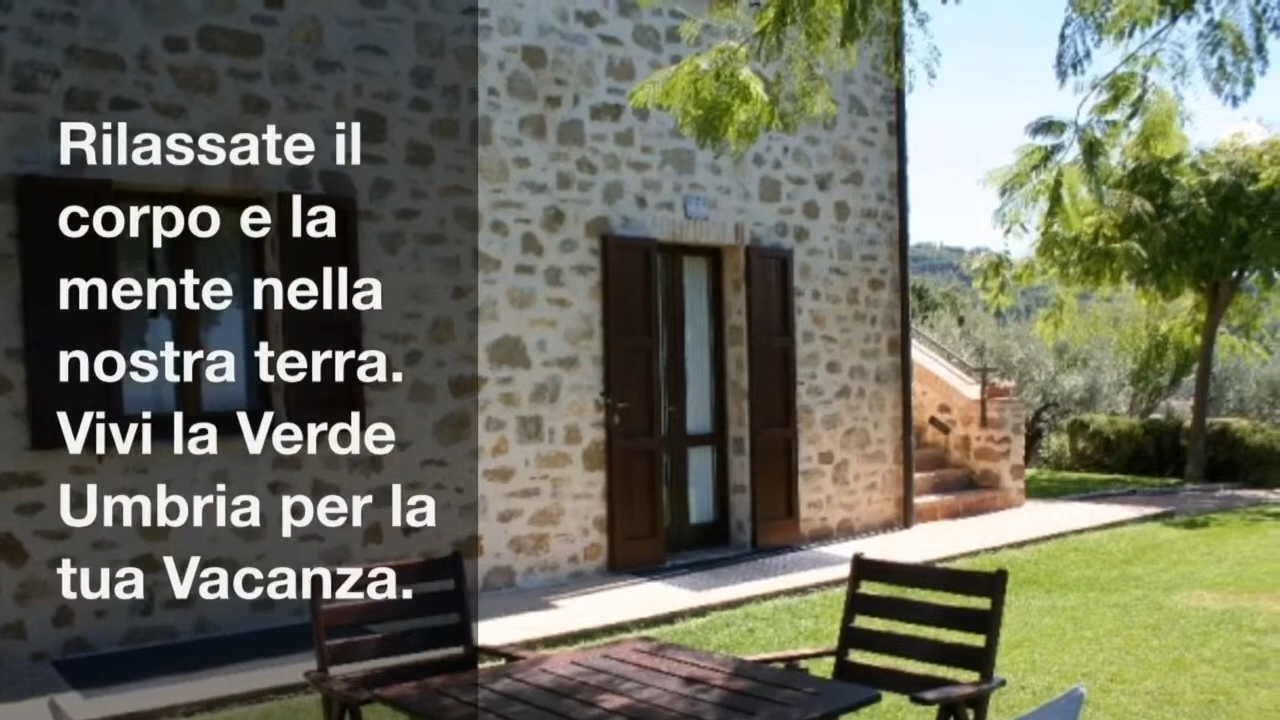 Rilassate il
corpo e la
mente nella
nostra terra.
Vivi la Verde
Umbria per la
tua Vacanza.